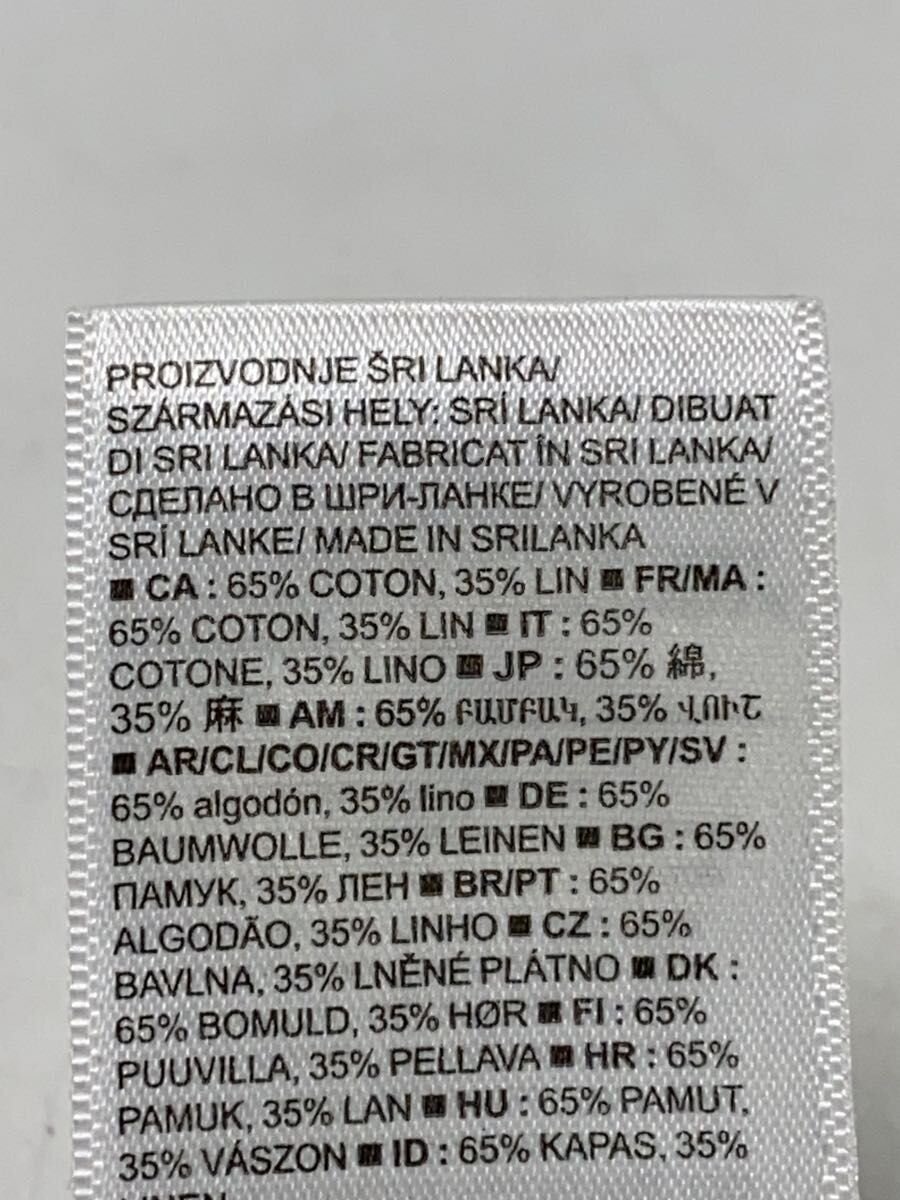 PROIZVODNJE ŠRI LANKA/
SZÁRMAZÁSI HELY: SRÍ LANKA/ DIBUAT
DI SRI LANKA/ FABRICAT ÎN SRI LANKA/
СДЕЛАНО В ШРИ-ЛАНКЕ/ VYROBENÉ V
SRÍ LANKE/ MADE IN SRILANKA
■ CA : 65% COTON, 35% LIN ■ FR/MA :
65% COTON, 35% LIN ■ IT : 65%
COTONE, 35% LINO ■ JP : 65% 綿,
35% 麻 ■ AM : 65% ԲԱՄԲԱԿ, 35% ՎՈՒՇ
■ AR/CL/CO/CR/GT/MX/PA/PE/PY/SV :
65% algodón, 35% lino ■ DE : 65%
BAUMWOLLE, 35% LEINEN ■ BG : 65%
ПАМУК, 35% ЛЕН ■ BR/PT : 65%
ALGODÃO, 35% LINHO ■ CZ : 65%
BAVLNA, 35% LNĚNÉ PLÁTNO ■ DK :
65% BOMULD, 35% HØR ■ FI : 65%
PUUVILLA, 35% PELLAVA ■ HR : 65%
PAMUK, 35% LAN ■ HU : 65% PAMUT,
35% VÁSZON ■ ID : 65% KAPAS, 35%
LINEN